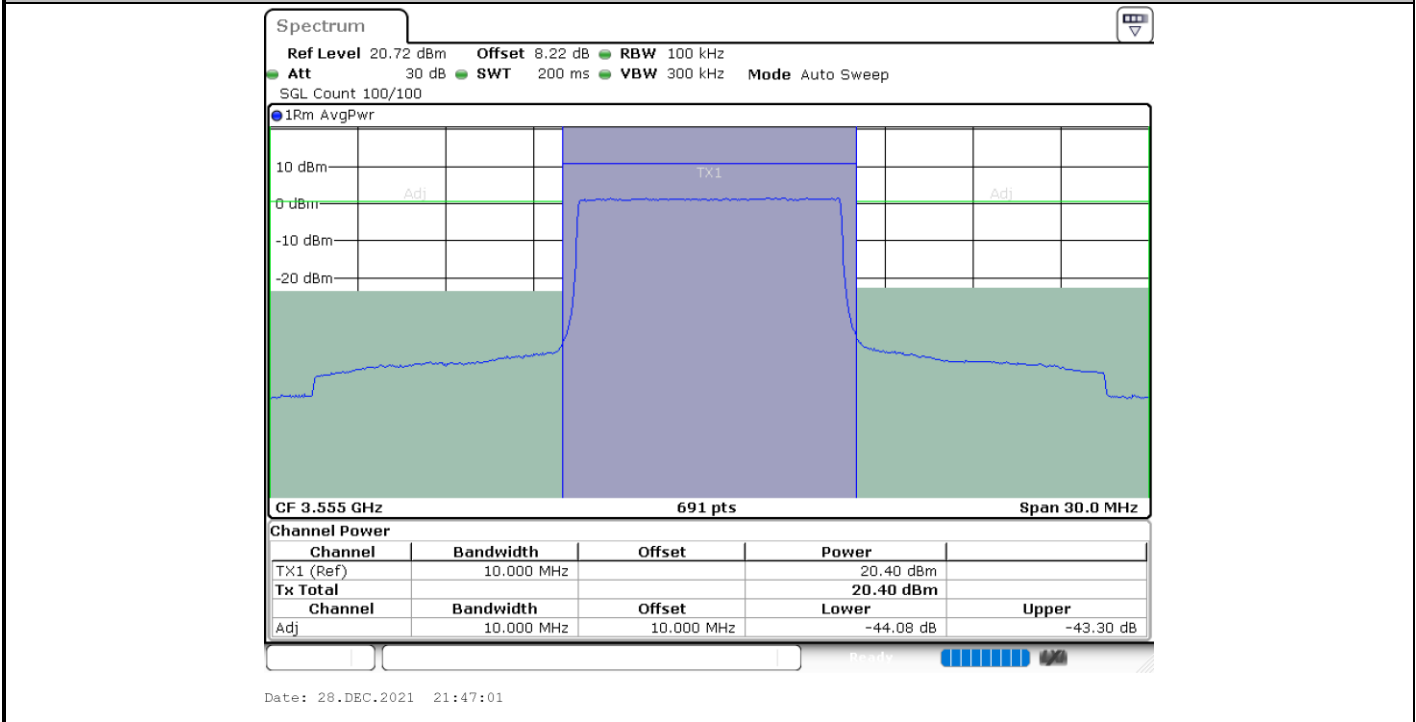 Spectrum
Ref Level 20.72 dBm Offset 8.22 dB RBW 100 kHz
Att 30 dB SWT 200 ms VBW 300 kHz Mode Auto Sweep
SGL Count 100/100
1Rm AvgPwr
10 dBm
TX1
Adj Adj
0 dBm
-10 dBm
-20 dBm
CF 3.555 GHz 691 pts Span 30.0 MHz
Channel Power
Channel Bandwidth Offset Power
TX1 (Ref) 10.000 MHz 20.40 dBm
Tx Total 20.40 dBm
Channel Bandwidth Offset Lower Upper
Adj 10.000 MHz 10.000 MHz -44.08 dB -43.30 dB
Ready
Date: 28.DEC.2021 21:47:01